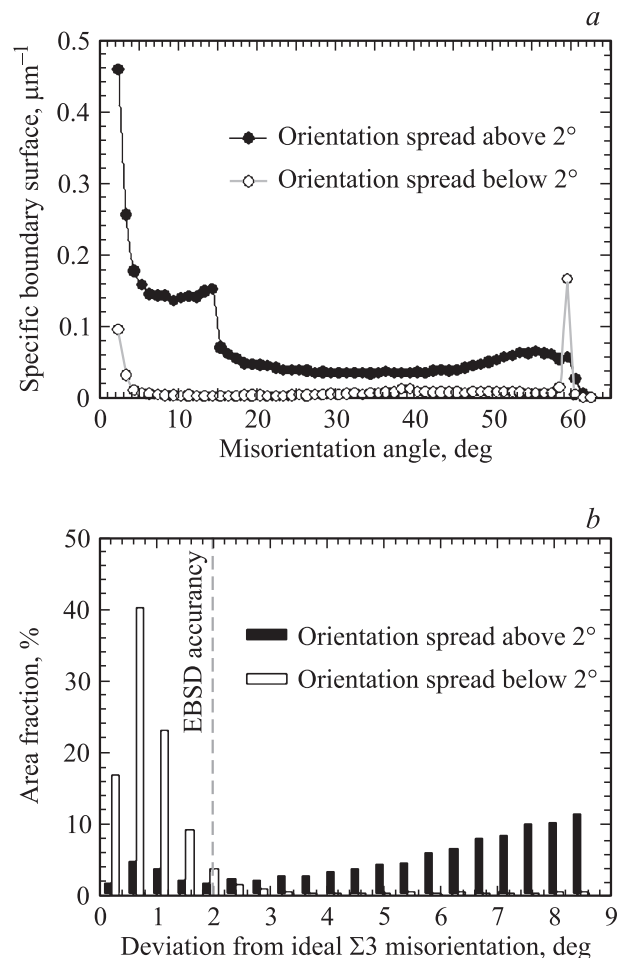 a
0.5
0.4
0.3
0.2
0.1
0
Specific boundary surface, μm⁻¹
Orientation spread above 2°
Orientation spread below 2°
0 10 20 30 40 50 60
Misorientation angle, deg
b
50
40
30
20
10
0
Area fraction, %
EBSD accurancy
Orientation spread above 2°
Orientation spread below 2°
0 1 2 3 4 5 6 7 8 9
Deviation from ideal Σ3 misorientation, deg